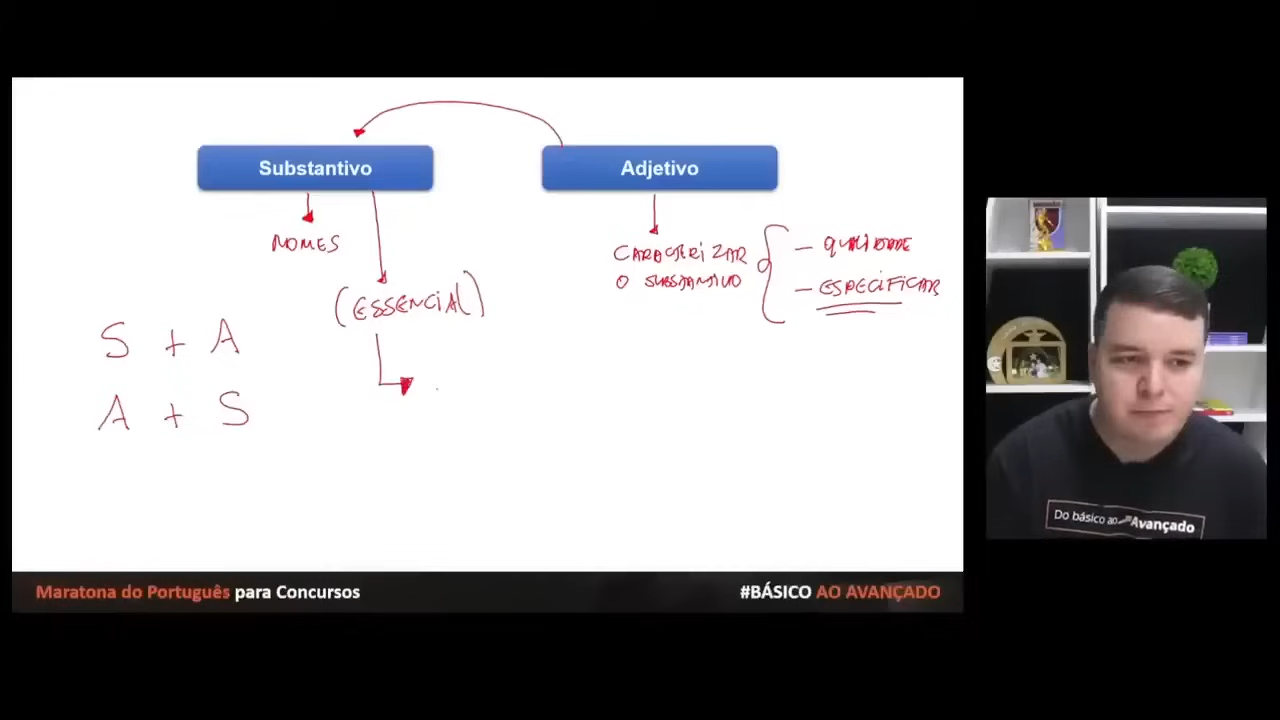 Substantivo
Adjetivo
NOMES
CARACTERIZAR
O SUBSTANTIVO
- QUALIDADE
- ESPECIFICAR
(ESSENCIAL)
S + A
A + S
Do básico ao Avançado
Maratona do Português para Concursos
#BÁSICO AO AVANÇADO